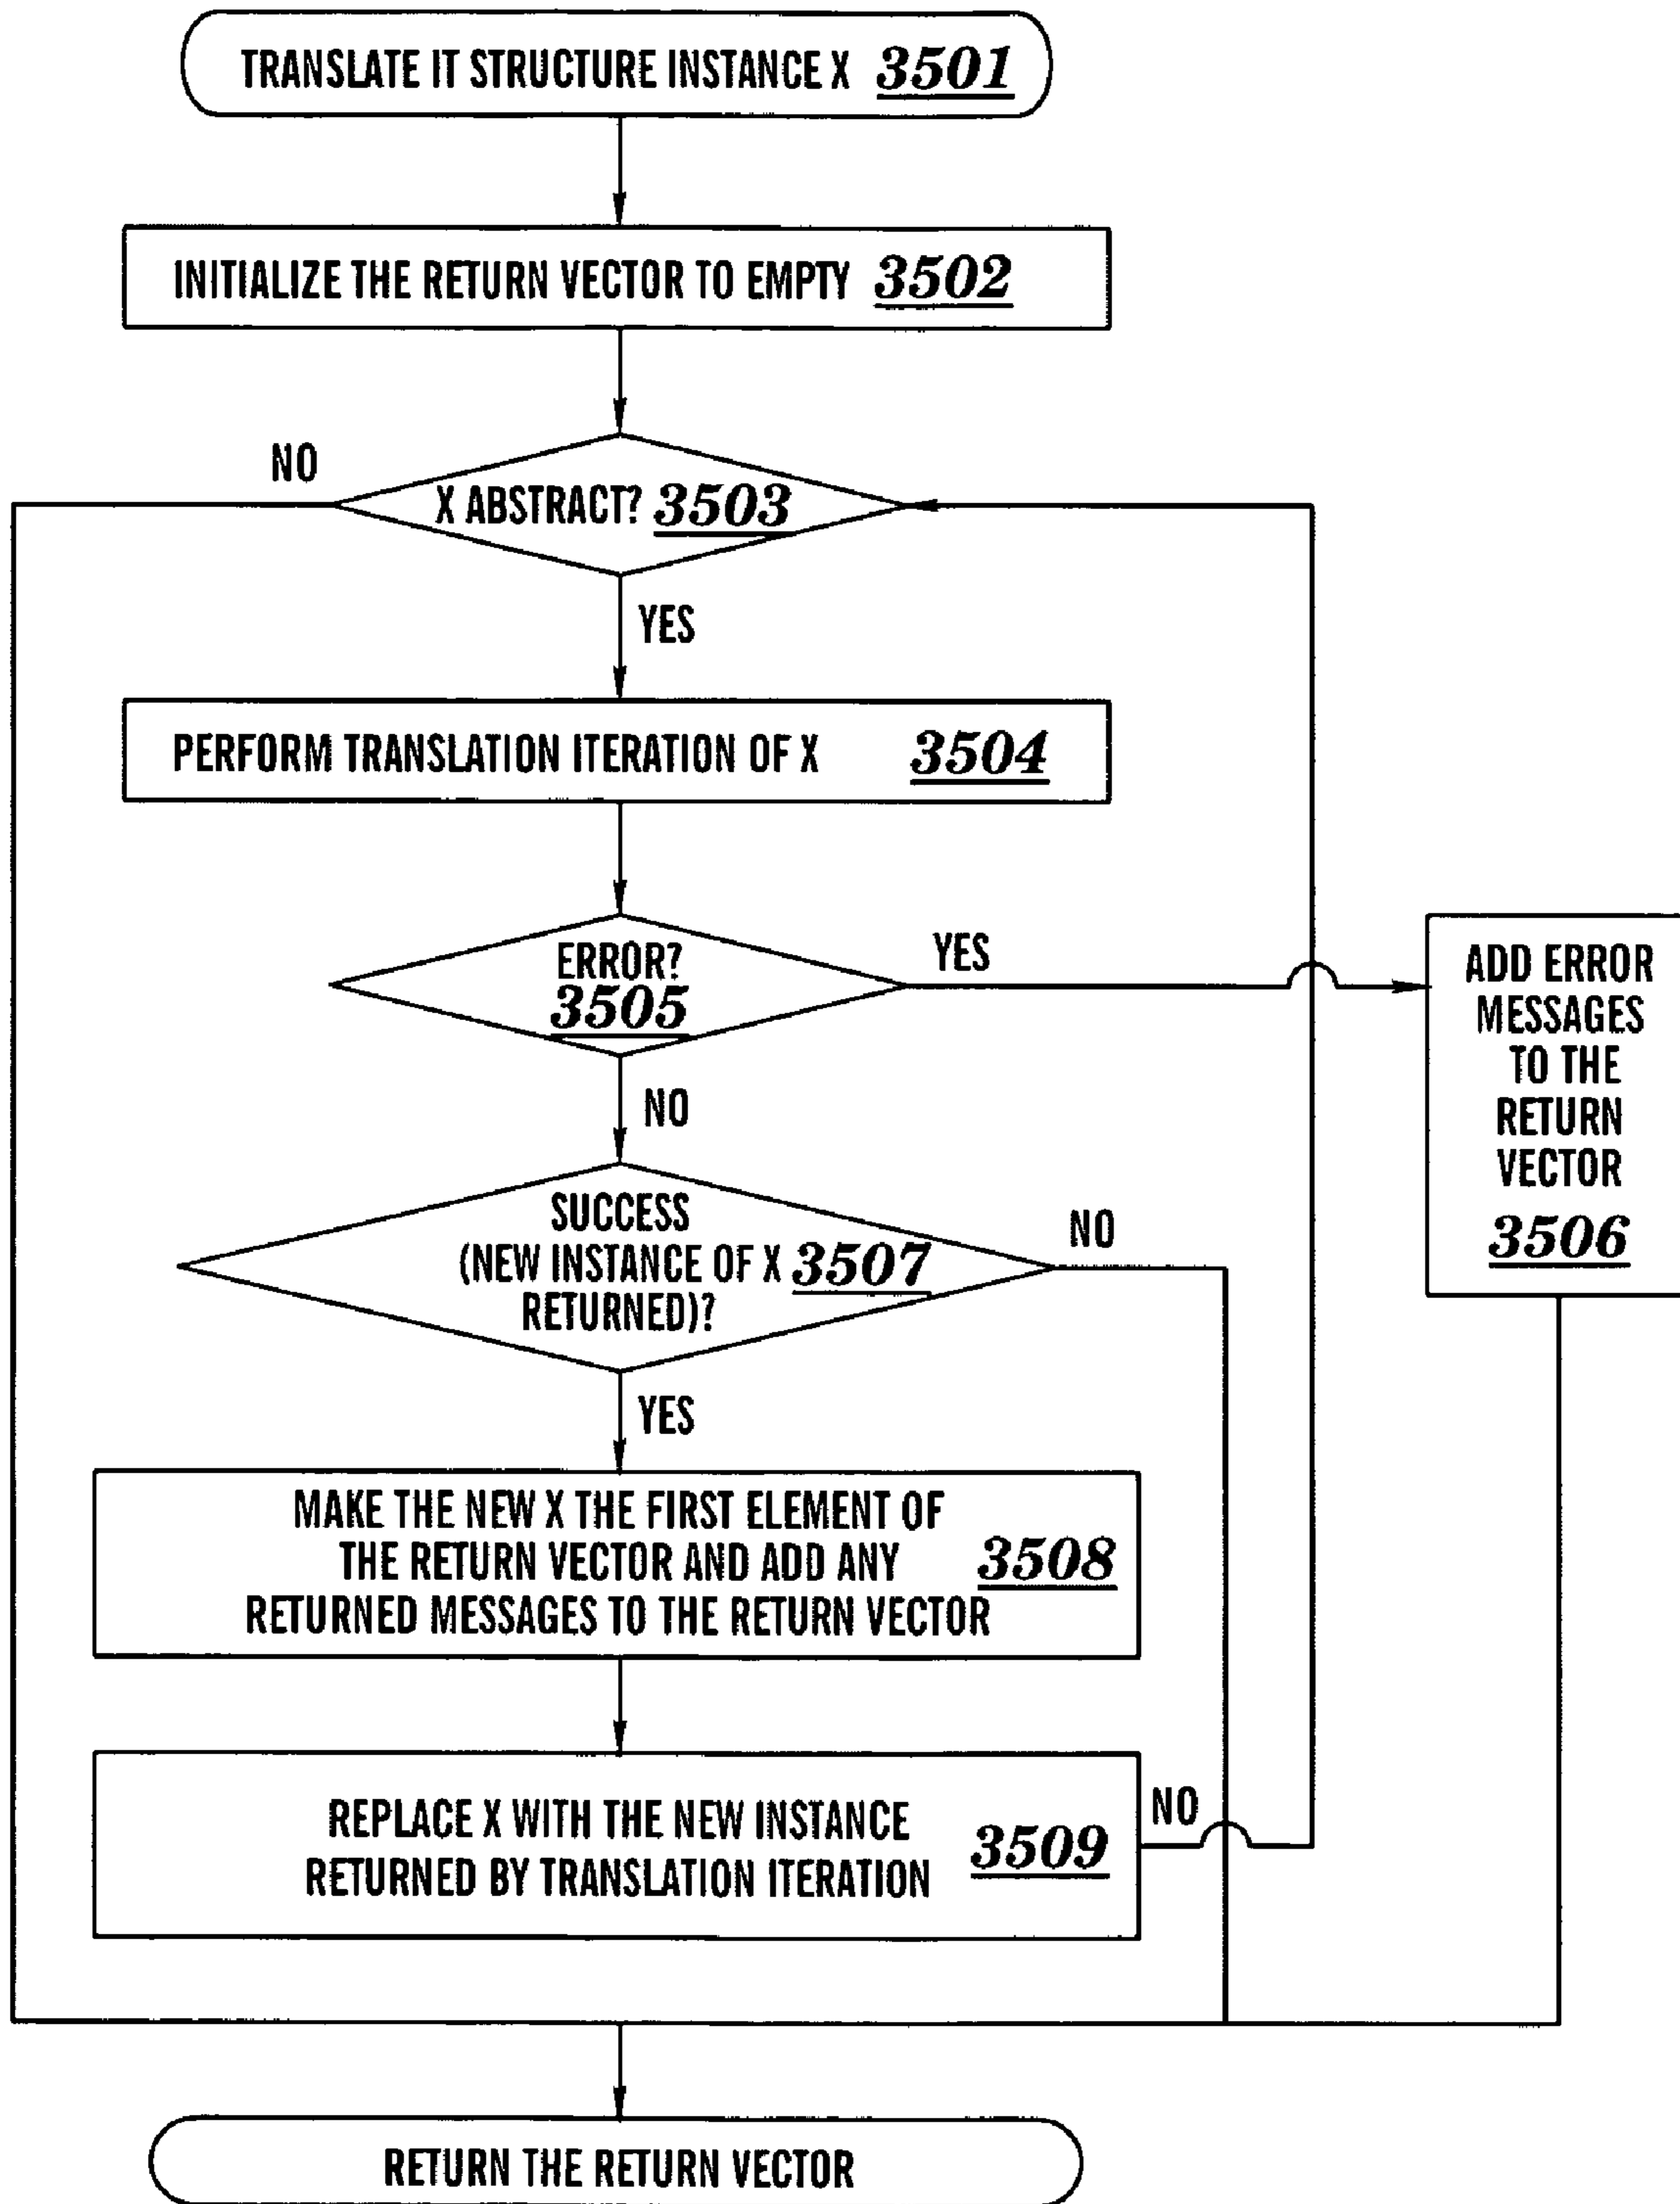 TRANSLATE IT STRUCTURE INSTANCE X 3501
INITIALIZE THE RETURN VECTOR TO EMPTY 3502
NO
X ABSTRACT? 3503
YES
PERFORM TRANSLATION ITERATION OF X 3504
ERROR?
3505
YES
NO
ADD ERROR
MESSAGES
TO THE
RETURN
VECTOR
3506
SUCCESS
(NEW INSTANCE OF X 3507
RETURNED)?
NO
YES
MAKE THE NEW X THE FIRST ELEMENT OF
THE RETURN VECTOR AND ADD ANY 3508
RETURNED MESSAGES TO THE RETURN VECTOR
REPLACE X WITH THE NEW INSTANCE
RETURNED BY TRANSLATION ITERATION 3509
NO
RETURN THE RETURN VECTOR